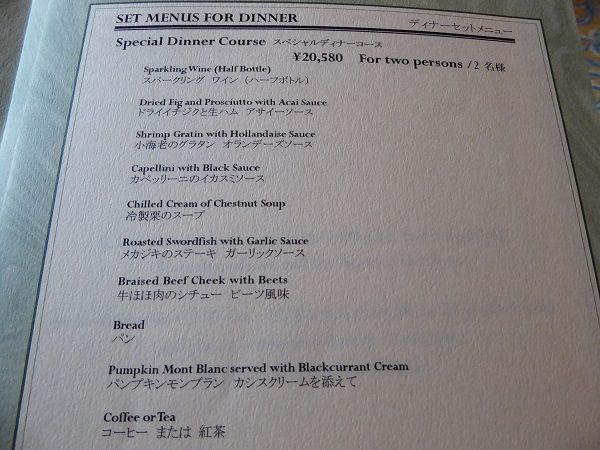 SET MENUS FOR DINNER
ディナーセットメニュー
Special Dinner Course スペシャルディナーコース
¥20,580 For two persons /2 名様
Sparkling Wine (Half Bottle)
スパークリング ワイン (ハーフボトル)
Dried Fig and Prosciutto with Acai Sauce
ドライイチジクと生ハム アサイーソース
Shrimp Gratin with Hollandaise Sauce
小海老のグラタン オランデーズソース
Capellini with Black Sauce
カペッリーニのイカスミソース
Chilled Cream of Chestnut Soup
冷製栗のスープ
Roasted Swordfish with Garlic Sauce
メカジキのステーキ ガーリックソース
Braised Beef Cheek with Beets
牛ほほ肉のシチュー ビーツ風味
Bread
パン
Pumpkin Mont Blanc served with Blackcurrant Cream
パンプキンモンブラン カシスクリームを添えて
Coffee or Tea
コーヒー または 紅茶